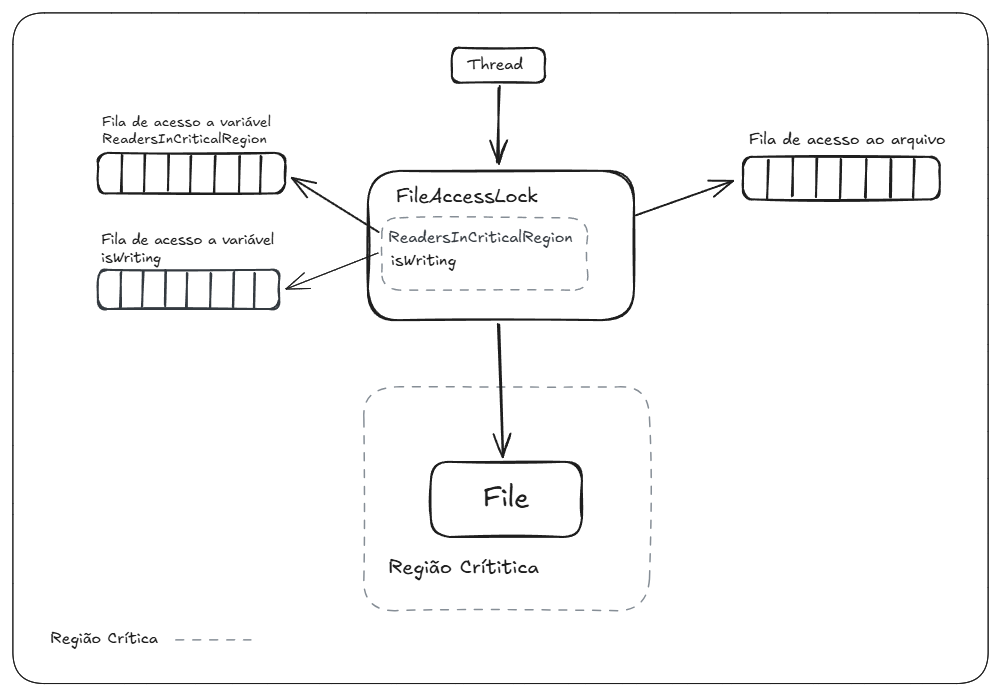 Thread
Fila de acesso a variável
ReadersInCriticalRegion
Fila de acesso ao arquivo
FileAccessLock
ReadersInCriticalRegion
isWriting
Fila de acesso a variável
isWriting
File
Região Crítitica
Região Crítica